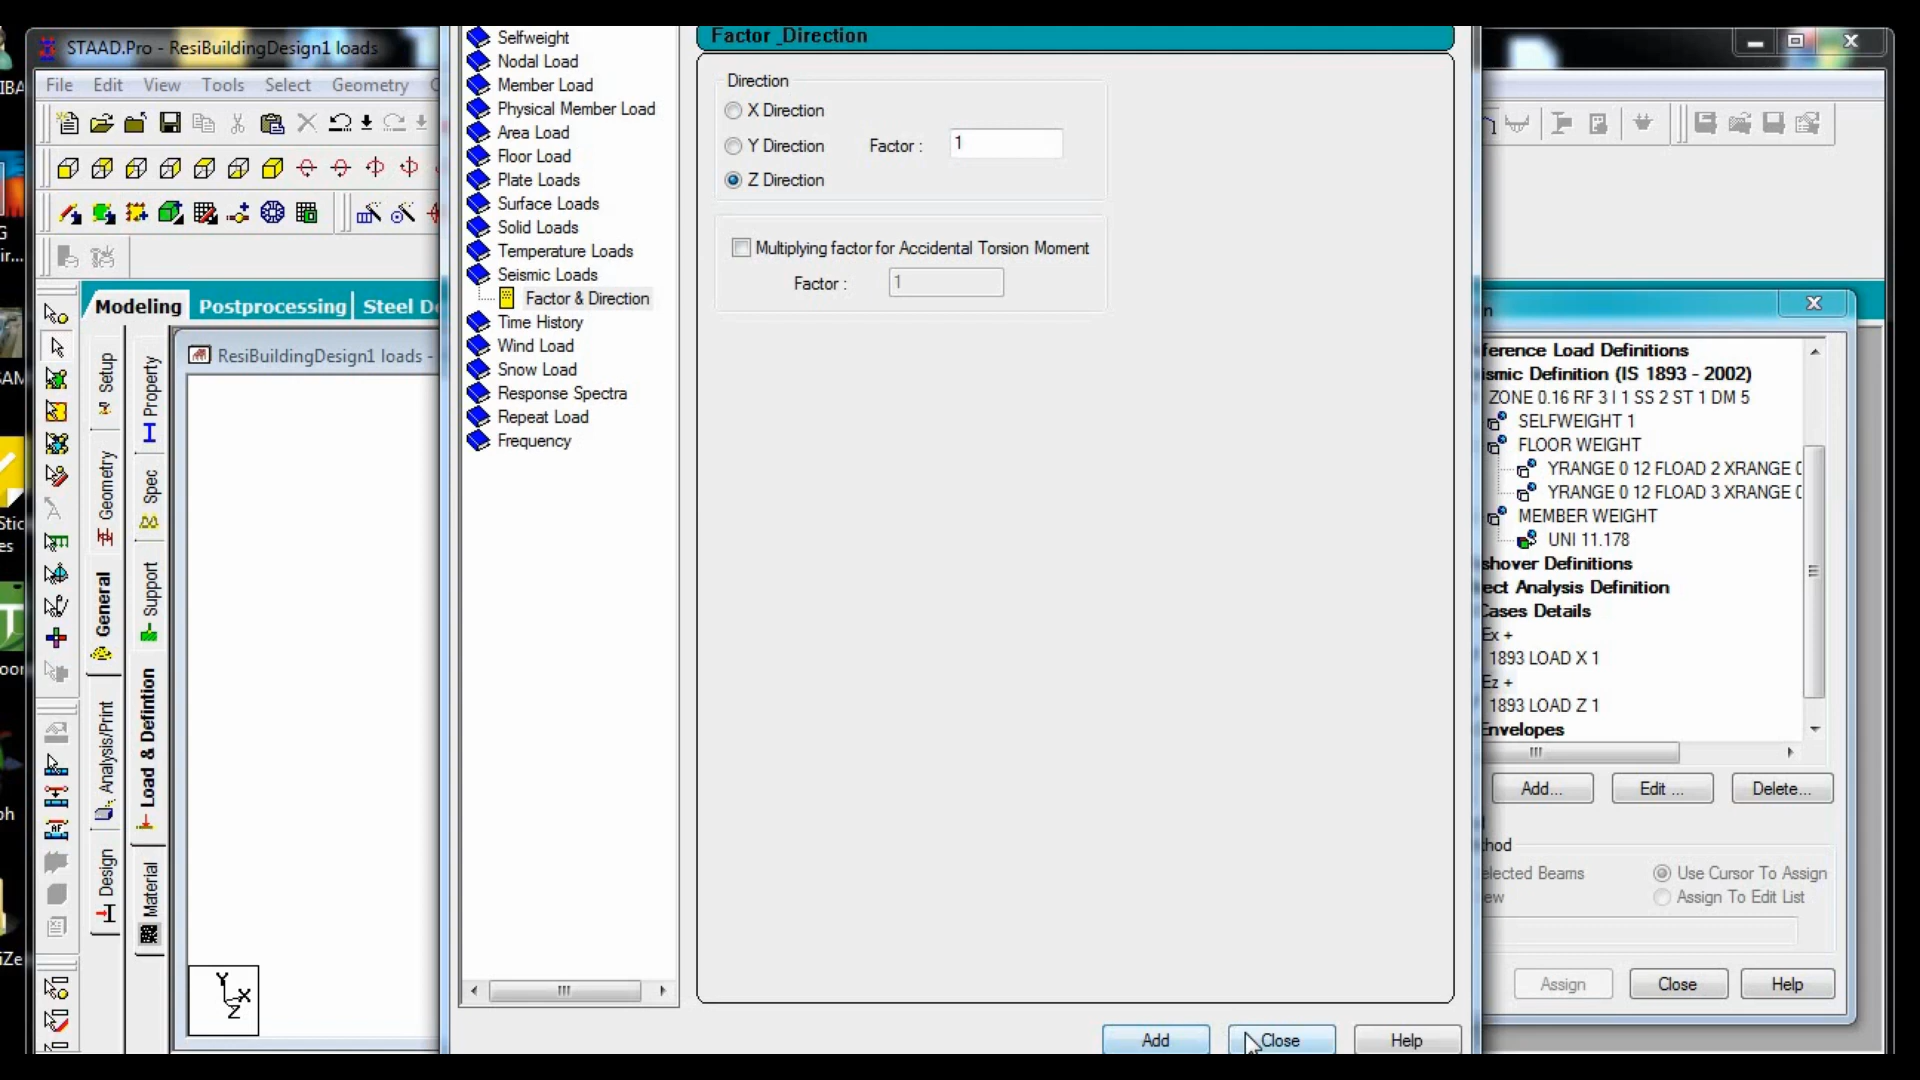 STAAD.Pro - ResiBuildingDesign1 loads
File Edit View Tools Select Geometry
Modeling Postprocessing Steel
ResiBuildingDesign1 loads -
Setup
Geometry
General
Analysis/Print
Design
Property
Spec
Support
Load & Definition
Material
Y
X
Z
Selfweight
Nodal Load
Member Load
Physical Member Load
Area Load
Floor Load
Plate Loads
Surface Loads
Solid Loads
Temperature Loads
Seismic Loads
Factor & Direction
Time History
Wind Load
Snow Load
Response Spectra
Repeat Load
Frequency
Factor _Direction
Direction
X Direction
Y Direction Factor : 1
Z Direction
Multiplying factor for Accidental Torsion Moment
Factor : 1
Add Close Help
ference Load Definitions
ismic Definition (IS 1893 - 2002)
ZONE 0.16 RF 3 I 1 SS 2 ST 1 DM 5
SELFWEIGHT 1
FLOOR WEIGHT
YRANGE 0 12 FLOAD 2 XRANGE
YRANGE 0 12 FLOAD 3 XRANGE
MEMBER WEIGHT
UNI 11.178
shover Definitions
ect Analysis Definition
Cases Details
Ex +
1893 LOAD X 1
Ez +
1893 LOAD Z 1
Envelopes
Add... Edit ... Delete...
thod
elected Beams Use Cursor To Assign
ew Assign To Edit List
Assign Close Help